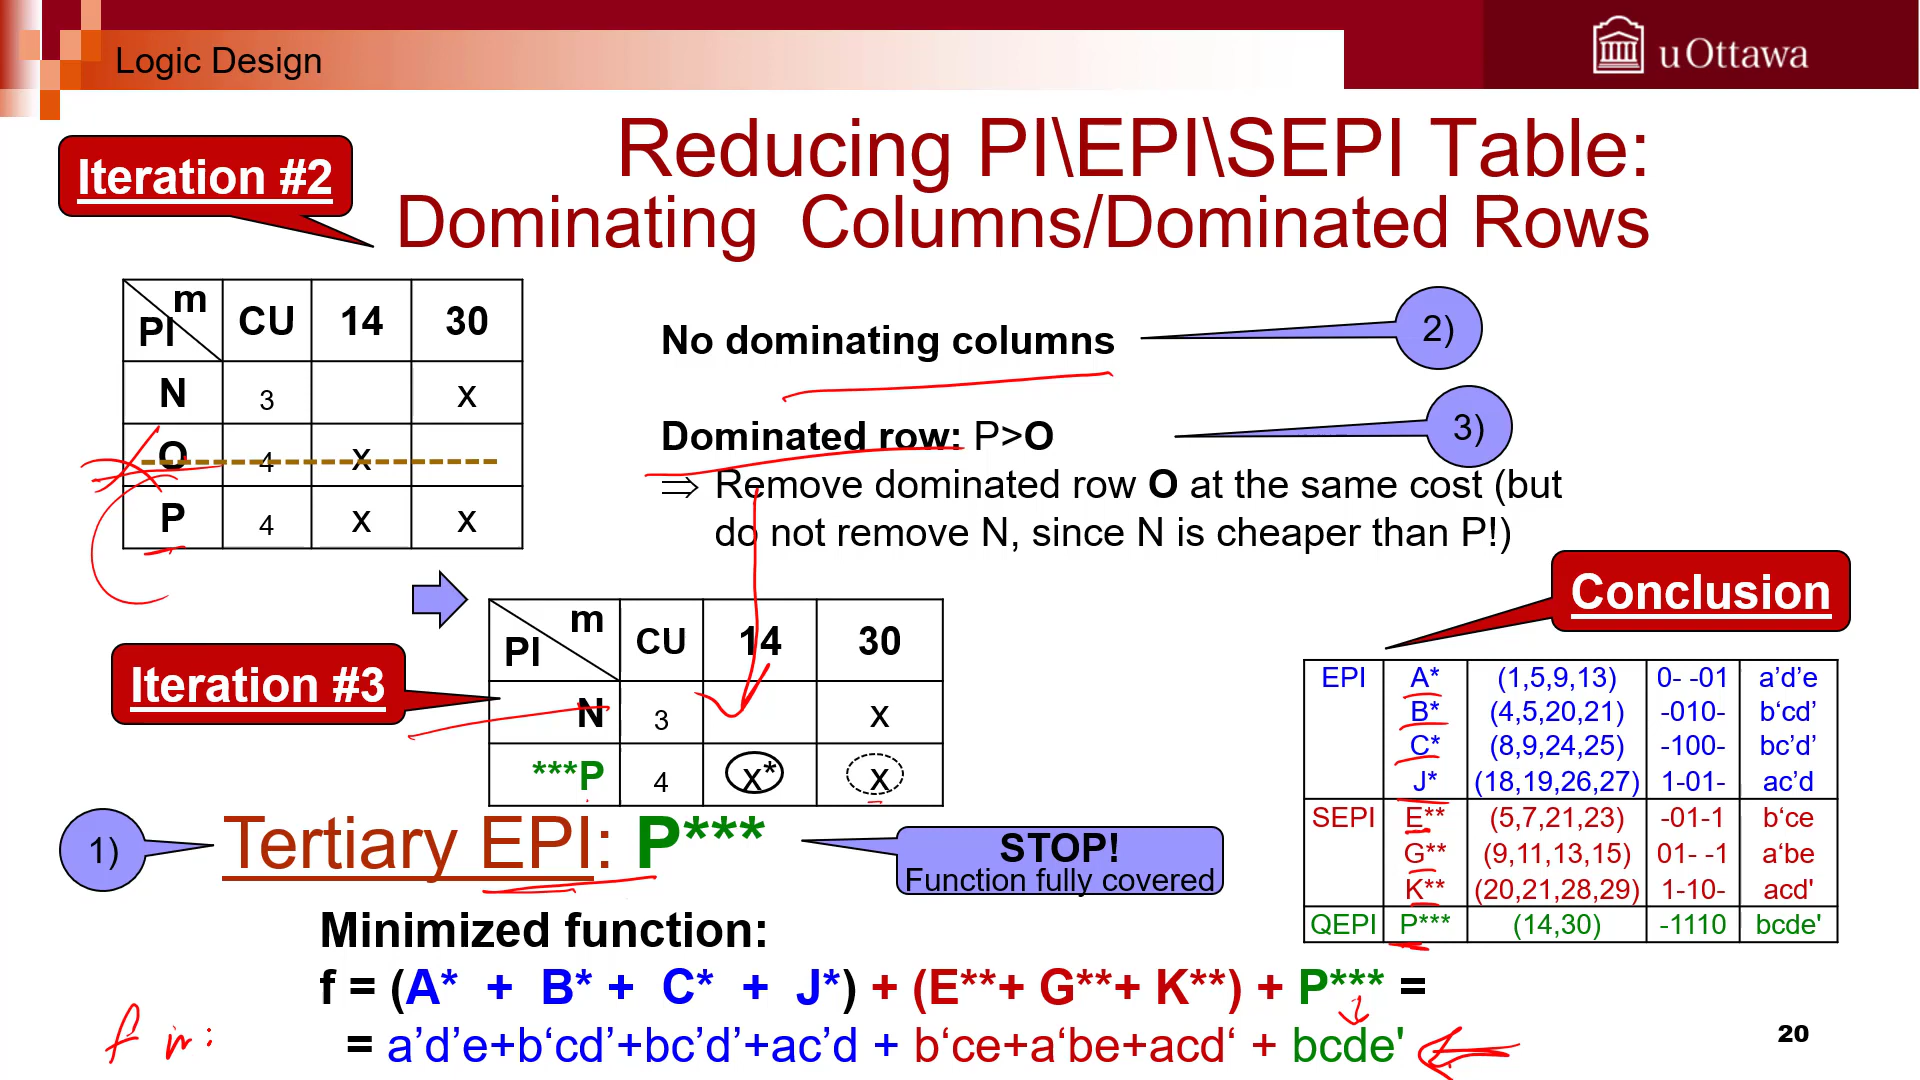 Logic Design
uOttawa
Iteration #2
Reducing PI\EPI\SEPI Table:
Dominating Columns/Dominated Rows
m
PI
CU 14 30
N 3 x
O 4 x
P 4 x x
No dominating columns
2)
Dominated row: P>O
3)
⇒ Remove dominated row O at the same cost (but
do not remove N, since N is cheaper than P!)
Iteration #3
m
PI
CU 14 30
N 3 x
***P 4 x* x
Conclusion
EPI A* (1,5,9,13) 0- -01 a’d’e
B* (4,5,20,21) -010- b‘cd’
C* (8,9,24,25) -100- bc’d’
J* (18,19,26,27) 1-01- ac’d
SEPI E** (5,7,21,23) -01-1 b‘ce
G** (9,11,13,15) 01- -1 a‘be
K** (20,21,28,29) 1-10- acd'
QEPI P*** (14,30) -1110 bcde'
1)
Tertiary EPI: P***
STOP!
Function fully covered
Minimized function:
f = (A* + B* + C* + J*) + (E**+ G**+ K**) + P*** =
= a’d’e+b‘cd’+bc’d’+ac’d + b‘ce+a‘be+acd‘ + bcde'
20